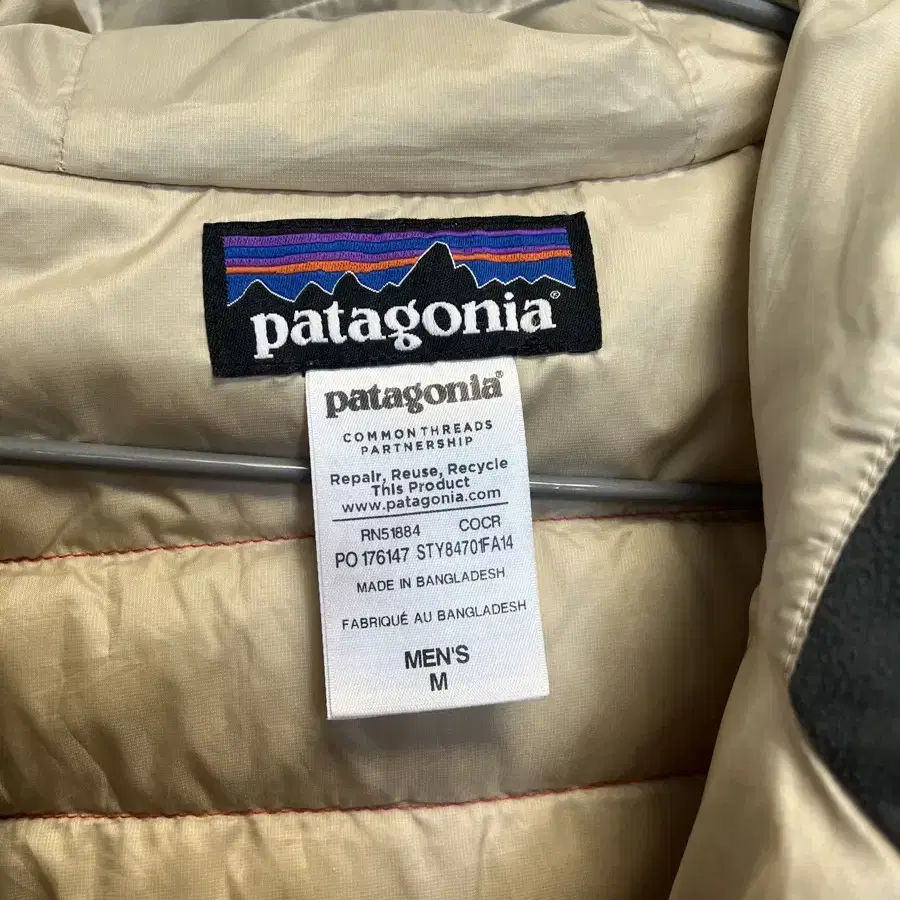 patagonia®
patagonia®
COMMON THREADS
PARTNERSHIP
Repair, Reuse, Recycle
This Product
www.patagonia.com
RN51884 COCR
PO 176147 STY84701FA14
MADE IN BANGLADESH
FABRIQUÉ AU BANGLADESH
MEN'S
M